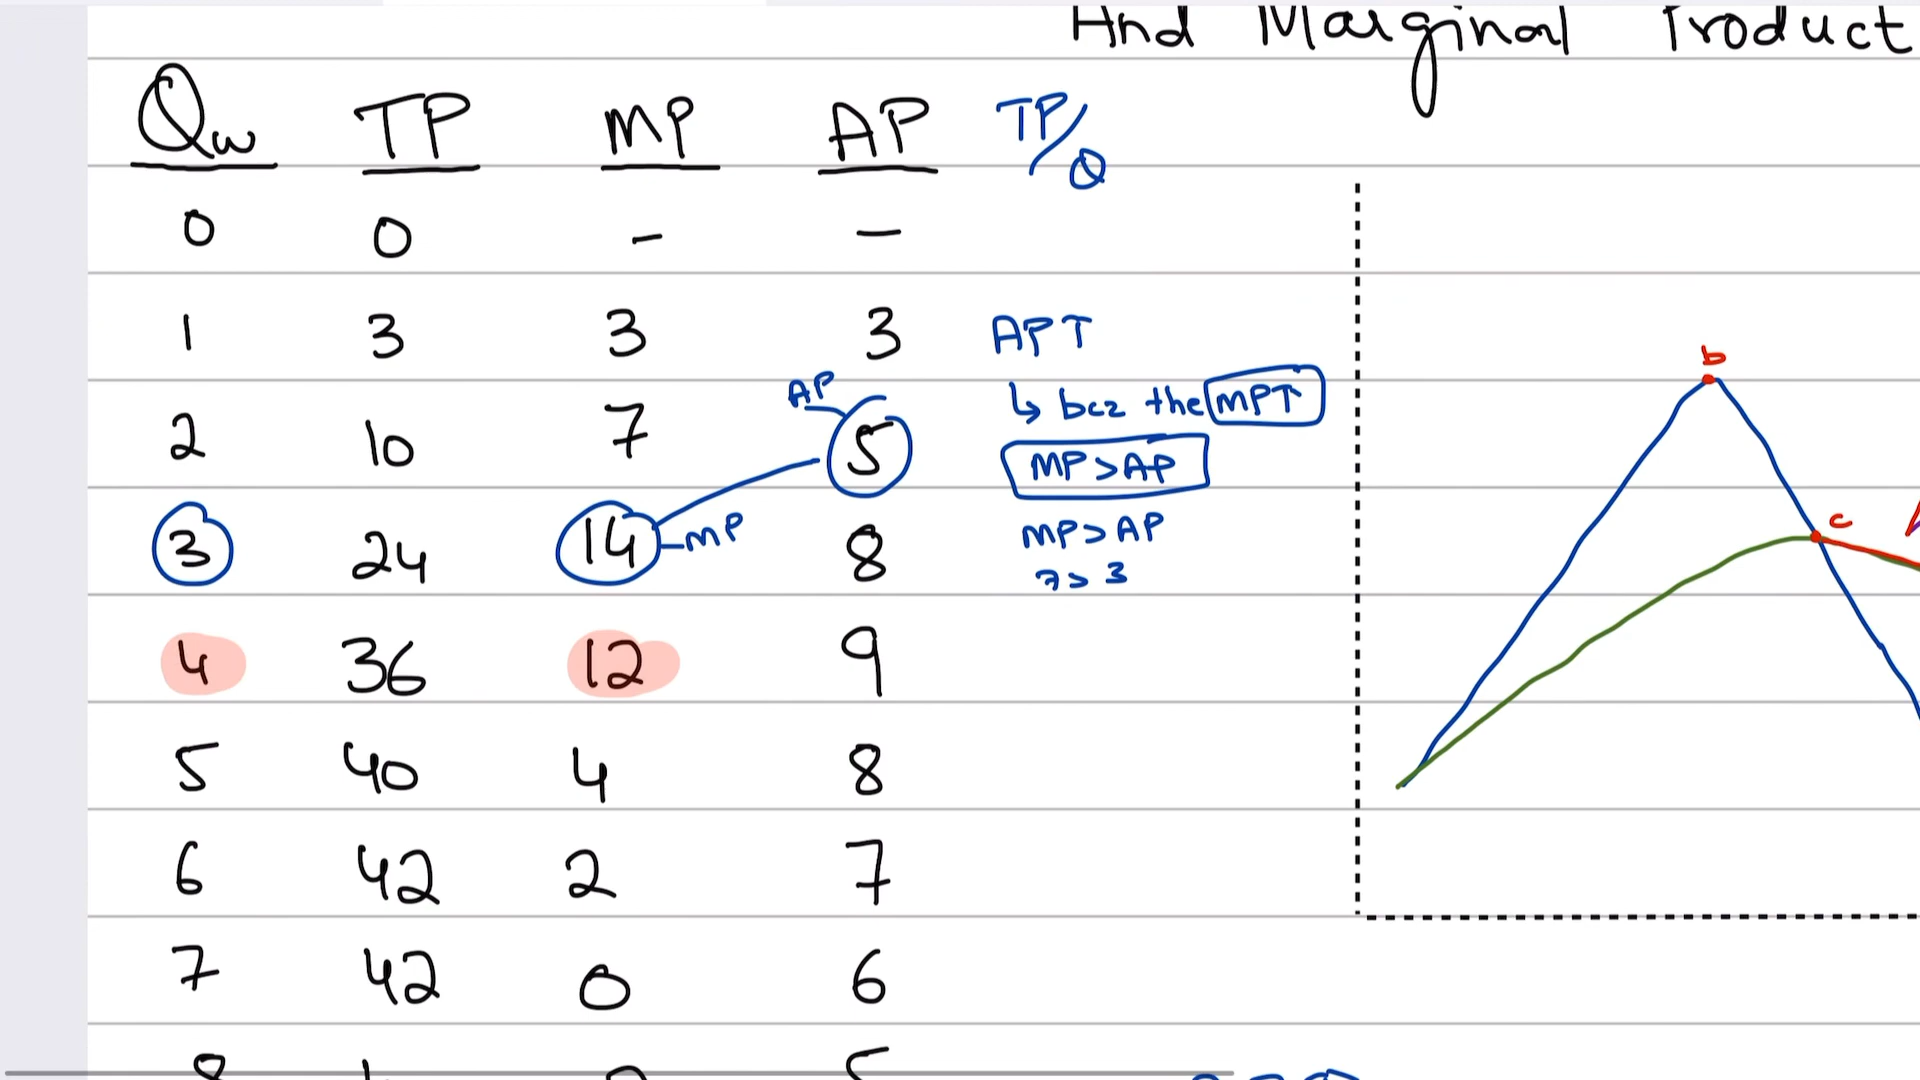 And Marginal Product
Qw TP MP AP TP/Q
0 0 - -
1 3 3 3 AP↑
AP
2 10 7 5 ↳ bcz the MP↑
MP>AP
3 24 14 -MP 8 MP>AP
7>3
4 36 12 9
5 40 4 8
6 42 2 7
7 42 0 6
b
c